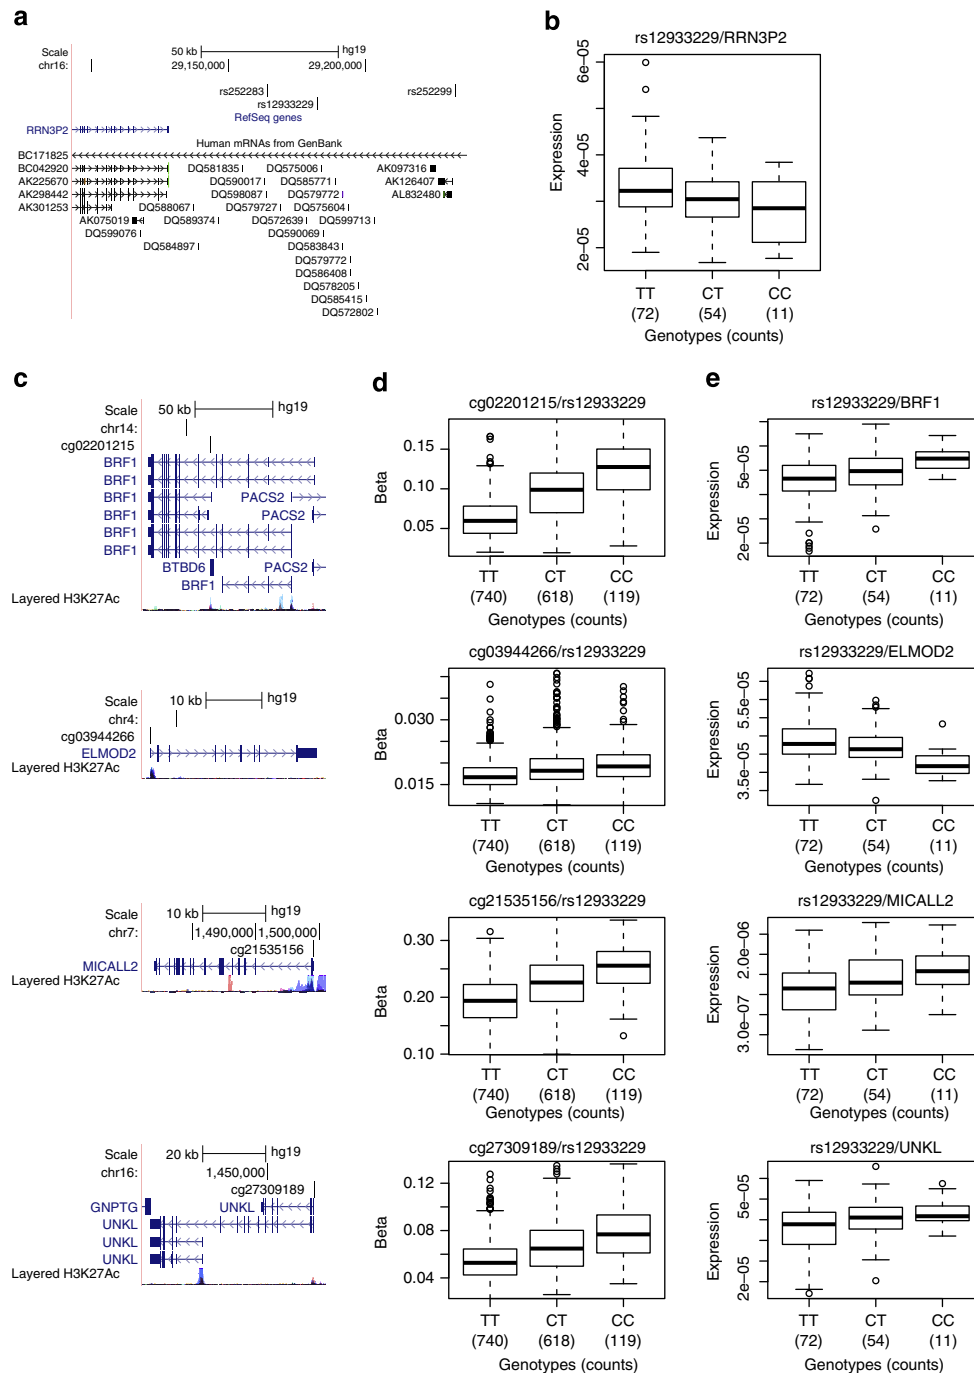 a
Scale 50 kb hg19
chr16: 29,150,000 29,200,000
rs252283 rs252299
rs12933229
RefSeq genes
RRN3P2
Human mRNAs from GenBank
BC171825
BC042920 DQ581835 DQ575006 AK097316
AK225670 DQ590017 DQ585771 AK126407
AK298442 DQ598087 DQ579772 AL832480
AK301253 DQ588067 DQ579727 DQ575604
AK075019 DQ589374 DQ572639 DQ599713
DQ599076 DQ590069
DQ584897 DQ583843
DQ579772
DQ586408
DQ578205
DQ585415
DQ572802
b
rs12933229/RRN3P2
Expression
6e−05
4e−05
2e−05
TT CT CC
(72) (54) (11)
Genotypes (counts)
c
Scale 50 kb hg19
chr14:
cg02201215
BRF1
BRF1
BRF1 PACS2
BRF1 PACS2
BRF1
BRF1
BTBD6 PACS2
BRF1
Layered H3K27Ac
Scale 10 kb hg19
chr4:
cg03944266
ELMOD2
Layered H3K27Ac
Scale 10 kb hg19
chr7: 1,490,000 1,500,000
cg21535156
MICALL2
Layered H3K27Ac
Scale 20 kb hg19
chr16: 1,450,000
cg27309189
GNPTG UNKL
UNKL
UNKL
UNKL
Layered H3K27Ac
d
cg02201215/rs12933229
Beta
0.15
0.10
0.05
TT CT CC
(740) (618) (119)
Genotypes (counts)
cg03944266/rs12933229
Beta
0.030
0.015
TT CT CC
(740) (618) (119)
Genotypes (counts)
cg21535156/rs12933229
Beta
0.30
0.20
0.10
TT CT CC
(740) (618) (119)
Genotypes (counts)
cg27309189/rs12933229
Beta
0.12
0.08
0.04
TT CT CC
(740) (618) (119)
Genotypes (counts)
e
rs12933229/BRF1
Expression
5e−05
2e−05
TT CT CC
(72) (54) (11)
Genotypes (counts)
rs12933229/ELMOD2
Expression
5.5e−05
3.5e−05
TT CT CC
(72) (54) (11)
Genotypes (counts)
rs12933229/MICALL2
Expression
2.0e−06
3.0e−07
TT CT CC
(72) (54) (11)
Genotypes (counts)
rs12933229/UNKL
Expression
5e−05
2e−05
TT CT CC
(72) (54) (11)
Genotypes (counts)